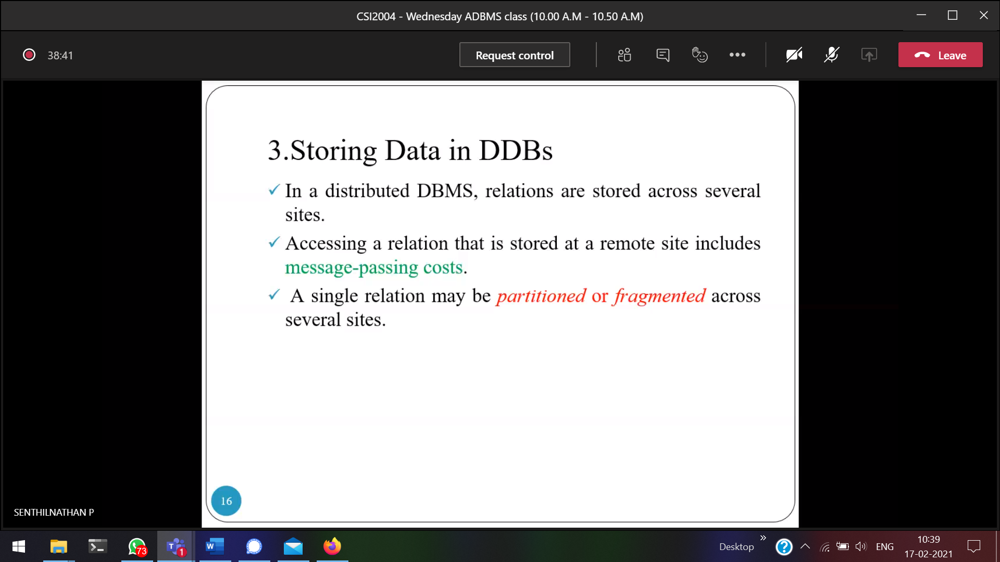 CSI2004 - Wednesday ADBMS class (10.00 A.M - 10.50 A.M)
38:41
Request control
Leave
3.Storing Data in DDBs
✓ In a distributed DBMS, relations are stored across several
sites.
✓ Accessing a relation that is stored at a remote site includes
message-passing costs.
✓ A single relation may be partitioned or fragmented across
several sites.
16
SENTHILNATHAN P
73
T
1
W
Desktop
»
?
ENG
10:39
17-02-2021